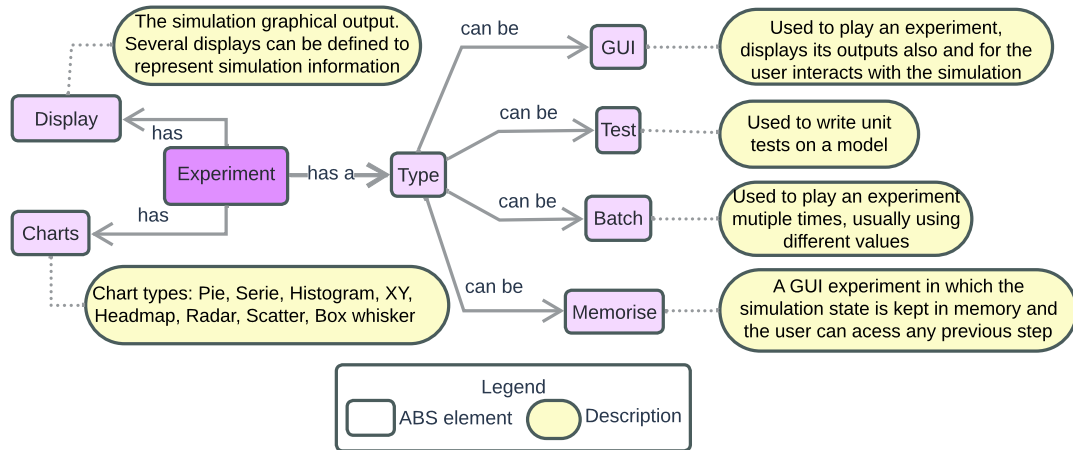 The simulation graphical output.
Several displays can be defined to
represent simulation information
Display
has
Experiment
has a
has
Charts
Chart types: Pie, Serie, Histogram, XY,
Headmap, Radar, Scatter, Box whisker
Type
can be
GUI
Used to play an experiment,
displays its outputs also and for the
user interacts with the simulation
can be
Test
Used to write unit
tests on a model
can be
Batch
Used to play an experiment
mutiple times, usually using
different values
can be
Memorise
A GUI experiment in which the
simulation state is kept in memory and
the user can acess any previous step
Legend
ABS element
Description